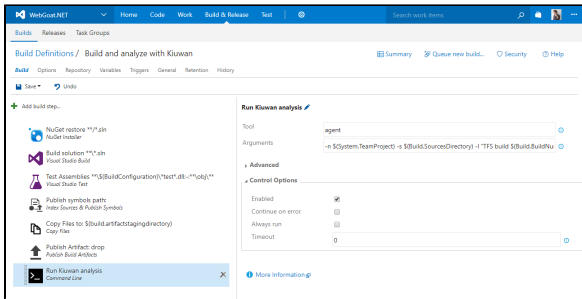 WebGoat.NET Home Code Work Build & Release Test Search work items
Builds Releases Task Groups
Build Definitions / Build and analyze with Kiuwan
Summary Queue new build... Security Help
Build Options Repository Variables Triggers General Retention History
Save Undo
Add build step...
NuGet restore **/*.sln
NuGet Installer
Build solution **\*.sln
Visual Studio Build
Test Assemblies **\$(BuildConfiguration)\*test*.dll;-:**\obj\**
Visual Studio Test
Publish symbols path:
Index Sources & Publish Symbols
Copy Files to: $(build.artifactstagingdirectory)
Copy Files
Publish Artifact: drop
Publish Build Artifacts
Run Kiuwan analysis
Command Line
Run Kiuwan analysis
Tool agent
Arguments -n $(System.TeamProject) -s $(Build.SourcesDirectory) -l "TFS build $(Build.BuildNu
Advanced
Control Options
Enabled
Continue on error
Always run
Timeout 0
More Information